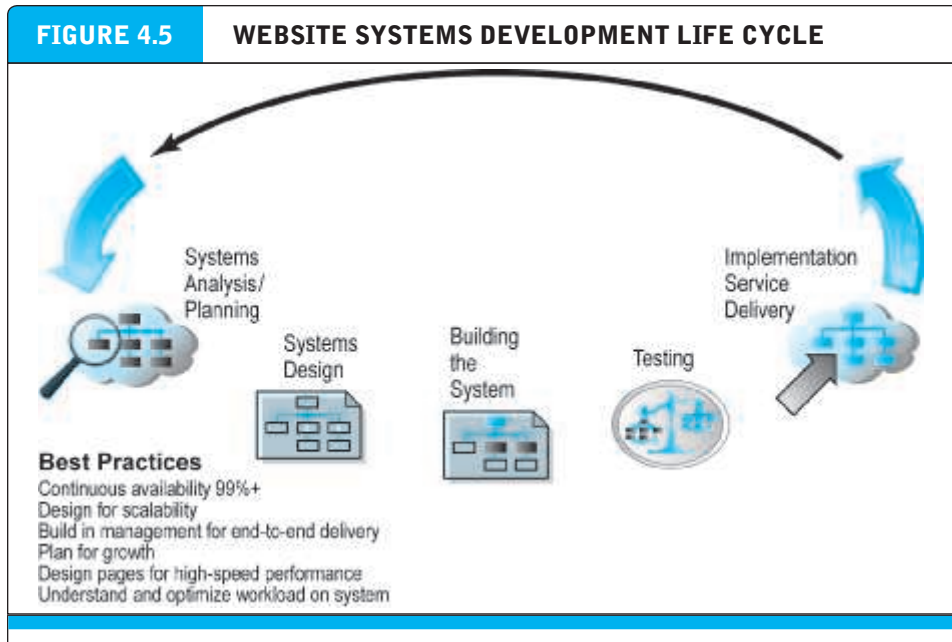 FIGURE 4.5
WEBSITE SYSTEMS DEVELOPMENT LIFE CYCLE
Systems
Analysis/
Planning
Systems
Design
Building
the
System
Testing
Implementation
Service
Delivery
Best Practices
Continuous availability 99%+
Design for scalability
Build in management for end-to-end delivery
Plan for growth
Design pages for high-speed performance
Understand and optimize workload on system